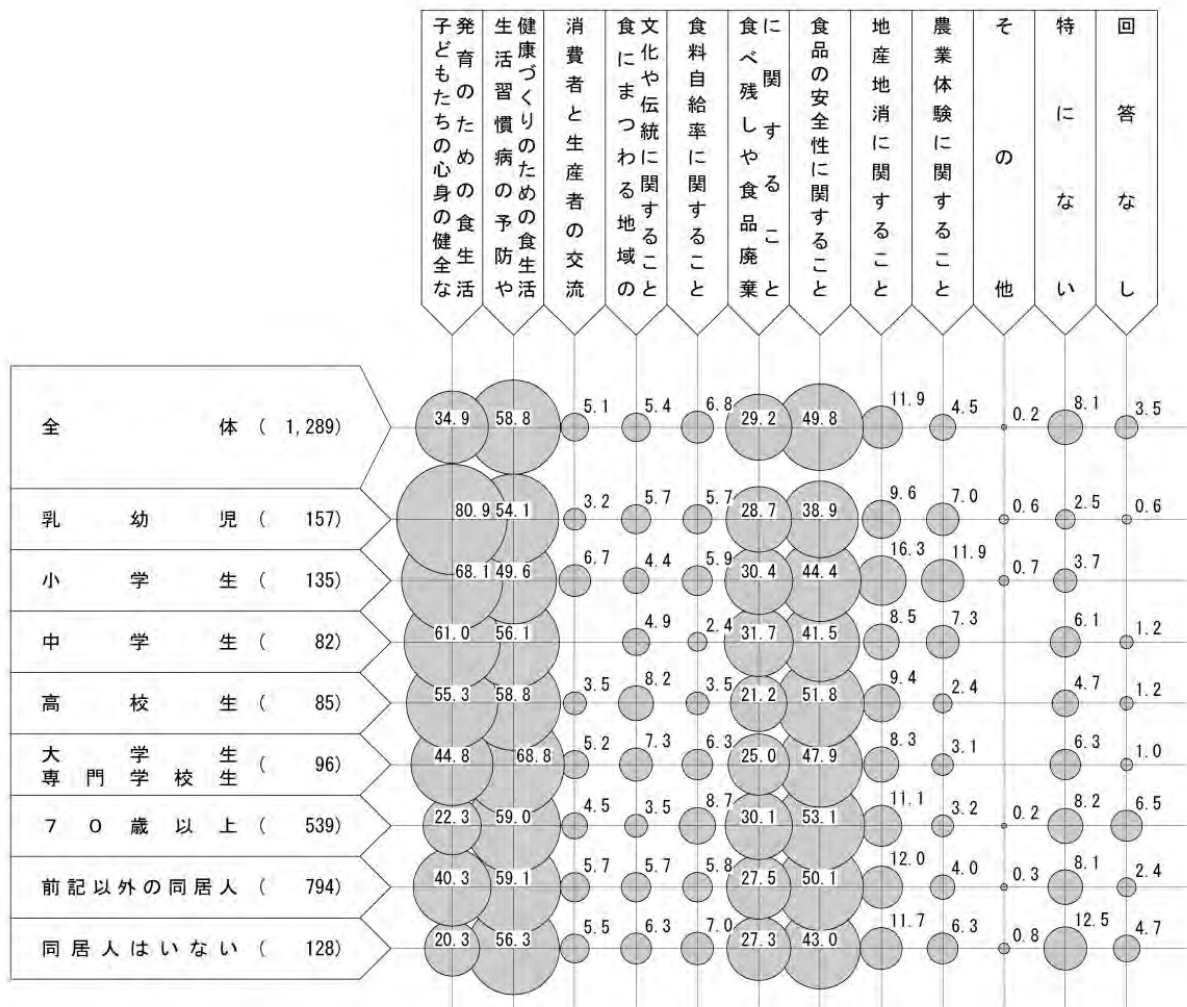 子どもたちの心身の健全な
発育のための食生活
生活習慣病の予防や
健康づくりのための食生活
消費者と生産者の交流
食にまつわる地域の
文化や伝統に関すること
食料自給率に関すること
食べ残しや食品廃棄
に関すること
食品の安全性に関すること
地産地消に関すること
農業体験に関すること
その他
特にない
回答なし
全体 ( 1,289) 34.9 58.8 5.1 5.4 6.8 29.2 49.8 11.9 4.5 0.2 8.1 3.5
乳幼児 ( 157) 80.9 54.1 3.2 5.7 5.7 28.7 38.9 9.6 7.0 0.6 2.5 0.6
小学生 ( 135) 68.1 49.6 6.7 4.4 5.9 30.4 44.4 16.3 11.9 0.7 3.7
中学生 ( 82) 61.0 56.1 4.9 2.4 31.7 41.5 8.5 7.3 6.1 1.2
高校生 ( 85) 55.3 58.8 3.5 8.2 3.5 21.2 51.8 9.4 2.4 4.7 1.2
大学生
専門学校生 ( 96) 44.8 68.8 5.2 7.3 6.3 25.0 47.9 8.3 3.1 6.3 1.0
70歳以上 ( 539) 22.3 59.0 4.5 3.5 8.7 30.1 53.1 11.1 3.2 0.2 8.2 6.5
前記以外の同居人 ( 794) 40.3 59.1 5.7 5.7 5.8 27.5 50.1 12.0 4.0 0.3 8.1 2.4
同居人はいない ( 128) 20.3 56.3 5.5 6.3 7.0 27.3 43.0 11.7 6.3 0.8 12.5 4.7